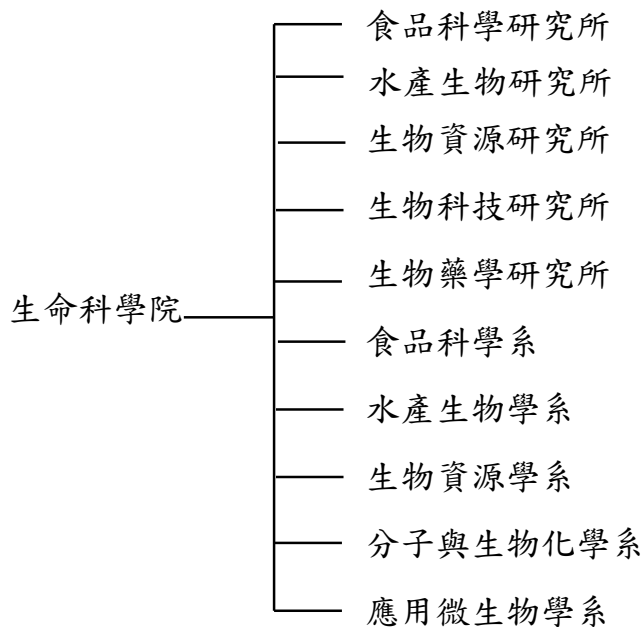 食品科學研究所
水產生物研究所
生物資源研究所
生物科技研究所
生物藥學研究所
生命科學院
食品科學系
水產生物學系
生物資源學系
分子與生物化學系
應用微生物學系